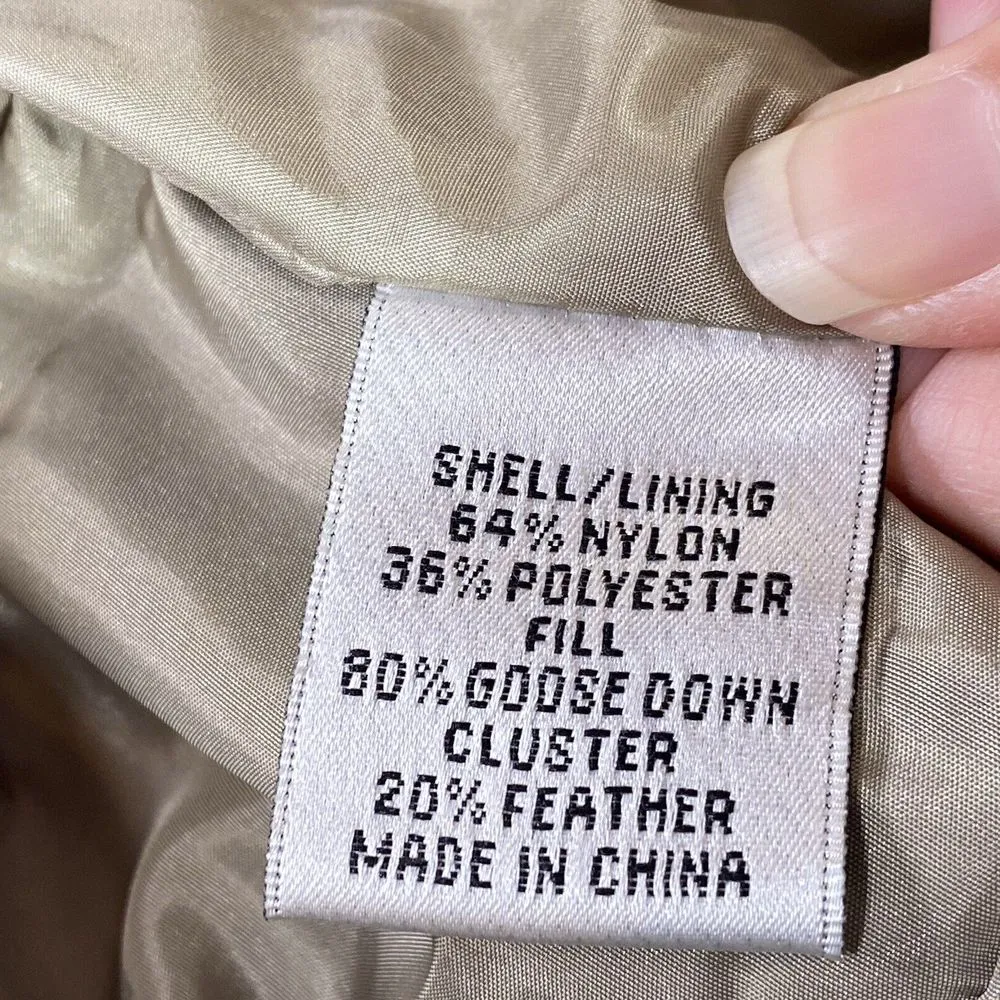 SHELL/LINING
64% NYLON
36% POLYESTER
FILL
80% GOOSE DOWN
CLUSTER
20% FEATHER
MADE IN CHINA